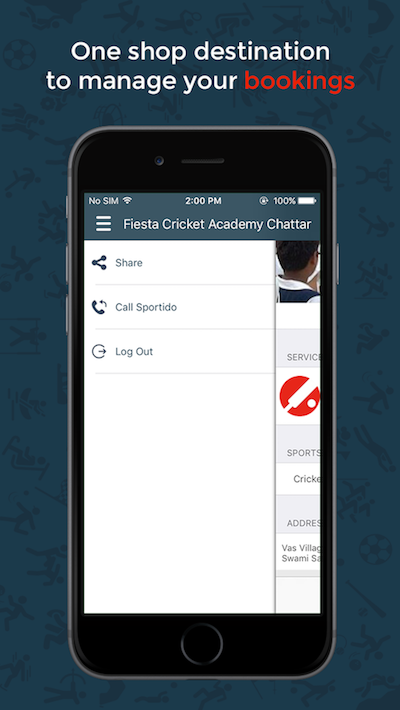 One shop destination
to manage your bookings
No SIM 2:00 PM 100%
Fiesta Cricket Academy Chattar
Share
Call Sportido
Log Out
SERVICE
SPORTS
Cricke
ADDRES
Vas Villag
Swami Sa